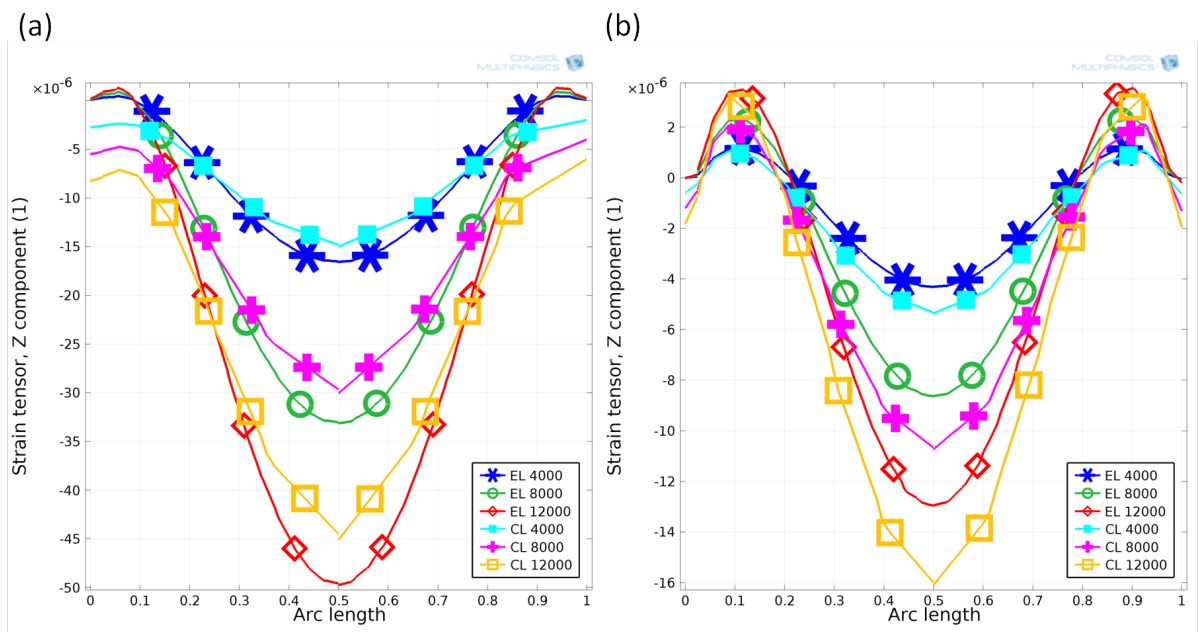 (a)
(b)
COMSOL
MULTIPHYSICS
×10⁻⁶
-5
-10
-15
-20
-25
-30
-35
-40
-45
-50
0 0.1 0.2 0.3 0.4 0.5 0.6 0.7 0.8 0.9 1
Arc length
Strain tensor, Z component (1)
EL 4000
EL 8000
EL 12000
CL 4000
CL 8000
CL 12000
COMSOL
MULTIPHYSICS
×10⁻⁶
2
0
-2
-4
-6
-8
-10
-12
-14
-16
0 0.1 0.2 0.3 0.4 0.5 0.6 0.7 0.8 0.9 1
Arc length
Strain tensor, Z component (1)
EL 4000
EL 8000
EL 12000
CL 4000
CL 8000
CL 12000